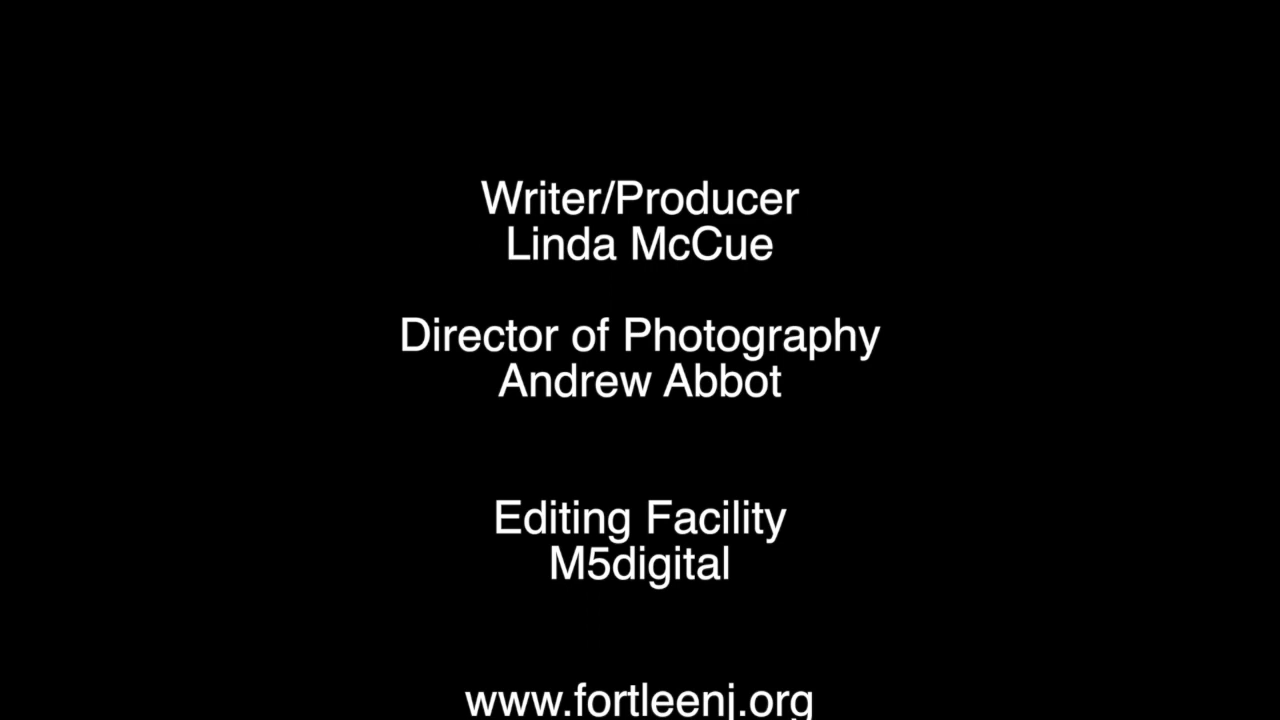 Writer/Producer
Linda McCue
Director of Photography
Andrew Abbot
Editing Facility
M5digital
www.fortleenj.org